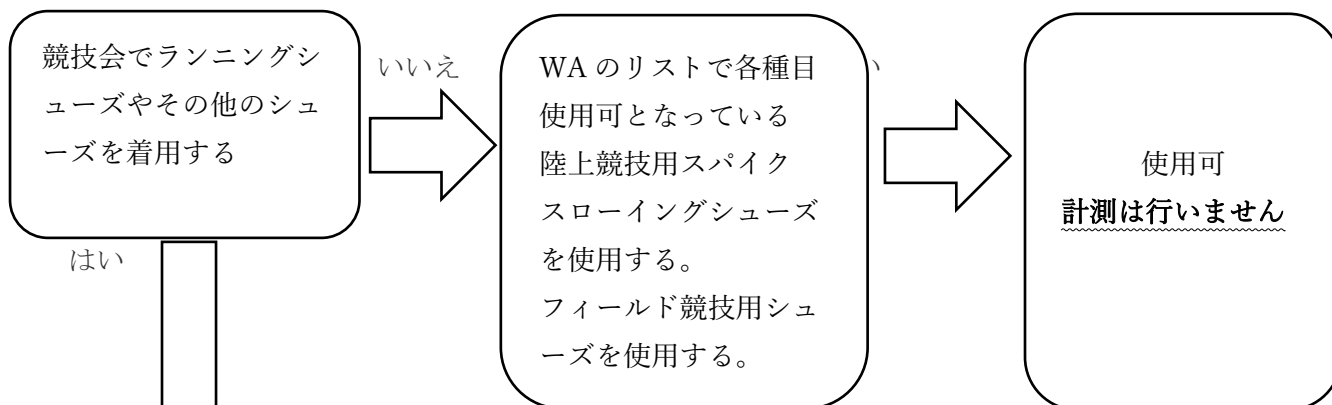 競技会でランニングシ
ューズやその他のシュ
ーズを着用する
いいえ
はい
WA のリストで各種目
使用可となっている
陸上競技用スパイク
スローイングシューズ
を使用する。
フィールド競技用シュ
ーズを使用する。
使用可
計測は行いません